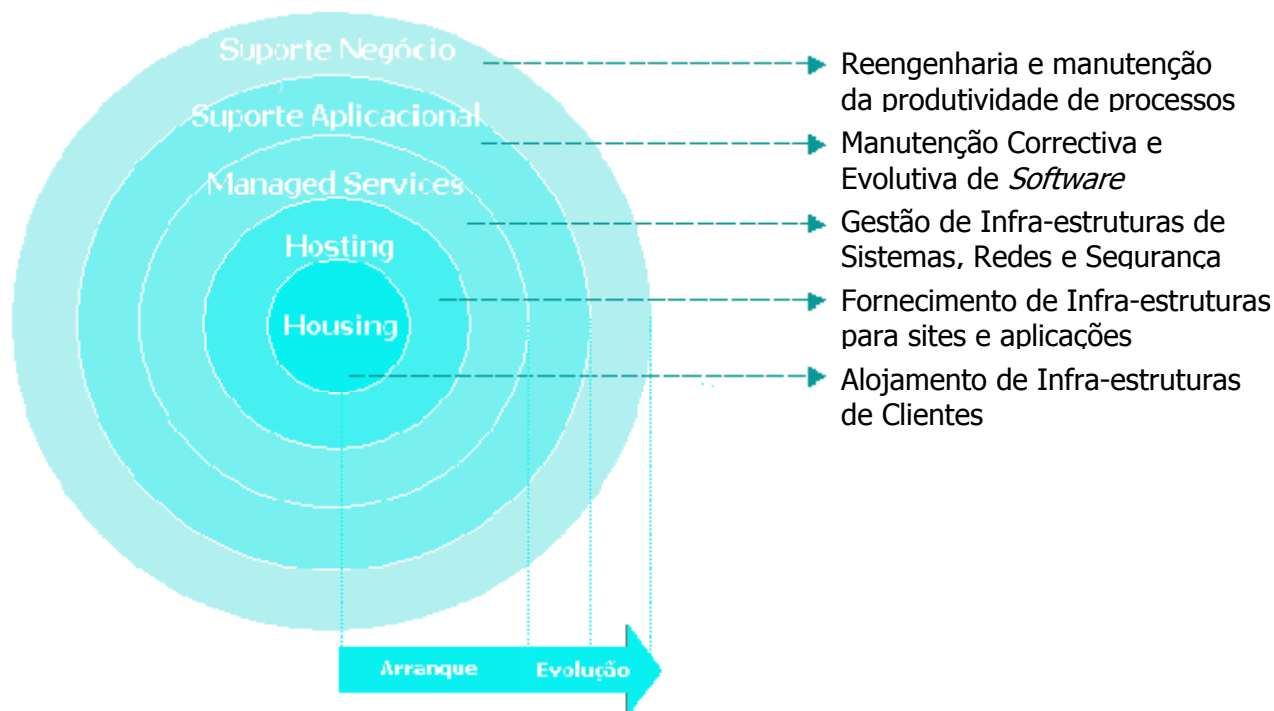 Suporte Negócio
Suporte Aplicacional
Managed Services
Hosting
Housing
Reengenharia e manutenção
da produtividade de processos
Manutenção Correctiva e
Evolutiva de Software
Gestão de Infra-estruturas de
Sistemas, Redes e Segurança
Fornecimento de Infra-estruturas
para sites e aplicações
Alojamento de Infra-estruturas
de Clientes
Arranque Evolução